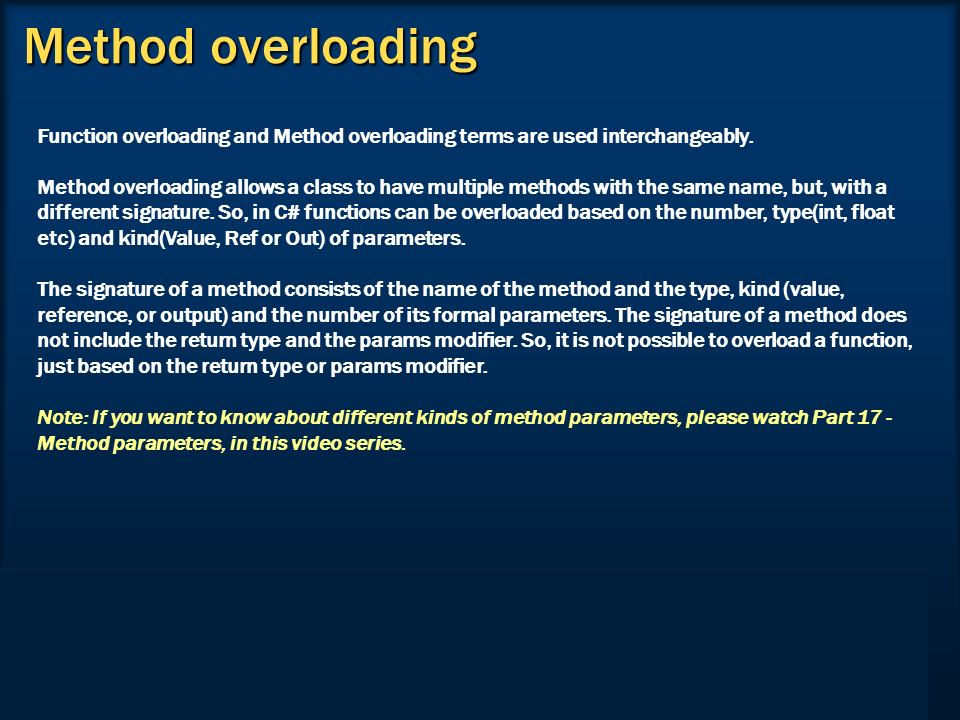 Method overloading
Function overloading and Method overloading terms are used interchangeably.
Method overloading allows a class to have multiple methods with the same name, but, with a
different signature. So, in C# functions can be overloaded based on the number, type(int, float
etc) and kind(Value, Ref or Out) of parameters.
The signature of a method consists of the name of the method and the type, kind (value,
reference, or output) and the number of its formal parameters. The signature of a method does
not include the return type and the params modifier. So, it is not possible to overload a function,
just based on the return type or params modifier.
Note: If you want to know about different kinds of method parameters, please watch Part 17 -
Method parameters, in this video series.